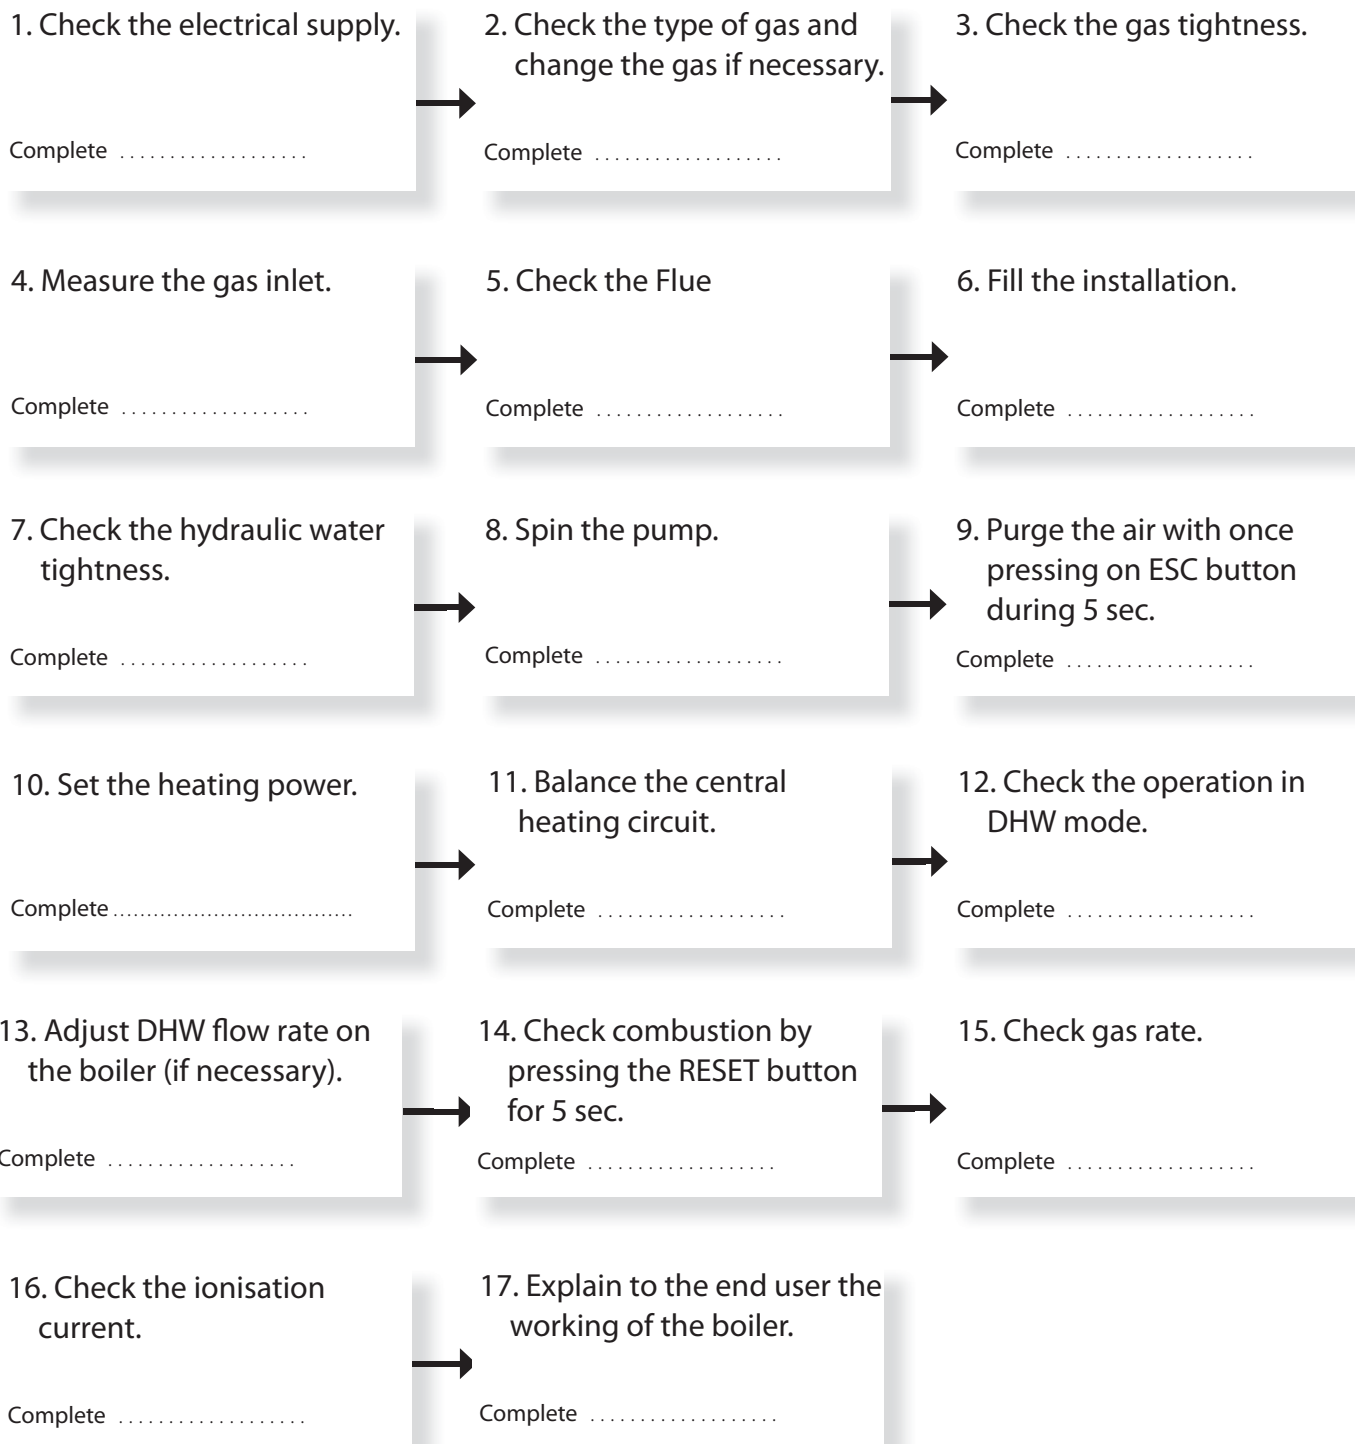 1. Check the electrical supply.
Complete ...................
2. Check the type of gas and
change the gas if necessary.
Complete ...................
3. Check the gas tightness.
Complete ...................
4. Measure the gas inlet.
Complete ...................
5. Check the Flue
Complete ...................
6. Fill the installation.
Complete ...................
7. Check the hydraulic water
tightness.
Complete ...................
8. Spin the pump.
Complete ...................
9. Purge the air with once
pressing on ESC button
during 5 sec.
Complete ...................
10. Set the heating power.
Complete ....................................
11. Balance the central
heating circuit.
Complete ...................
12. Check the operation in
DHW mode.
Complete ...................
13. Adjust DHW flow rate on
the boiler (if necessary).
Complete ...................
14. Check combustion by
pressing the RESET button
for 5 sec.
Complete ...................
15. Check gas rate.
Complete ...................
16. Check the ionisation
current.
Complete ...................
17. Explain to the end user the
working of the boiler.
Complete ...................